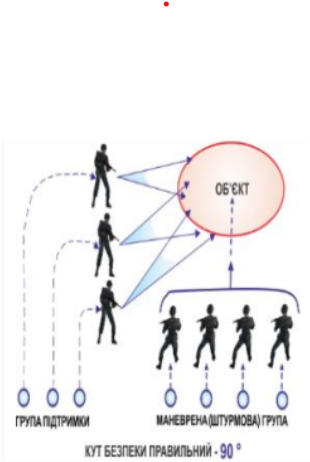 ОБ'ЄКТ
ГРУПА ПІДТРИМКИ
МАНЕВРЕНА (ШТУРМОВА) ГРУПА
КУТ БЕЗПЕКИ ПРАВИЛЬНИЙ - 90 °